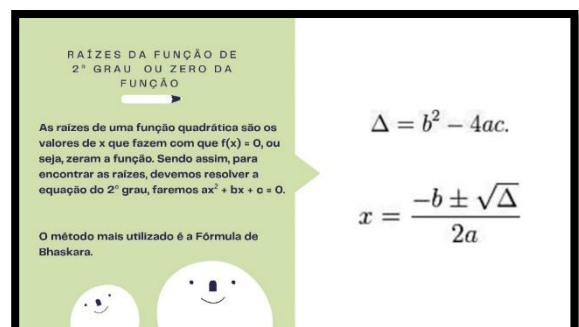 RAÍZES DA FUNÇÃO DE
2° GRAU OU ZERO DA
FUNÇÃO
As raízes de uma função quadrática são os
valores de x que fazem com que f(x) = 0, ou
seja, zeram a função. Sendo assim, para
encontrar as raízes, devemos resolver a
equação do 2° grau, faremos ax² + bx + c = 0.
O método mais utilizado é a Fórmula de
Bhaskara.
Δ = b² − 4ac.
x = (−b ± √Δ) / 2a